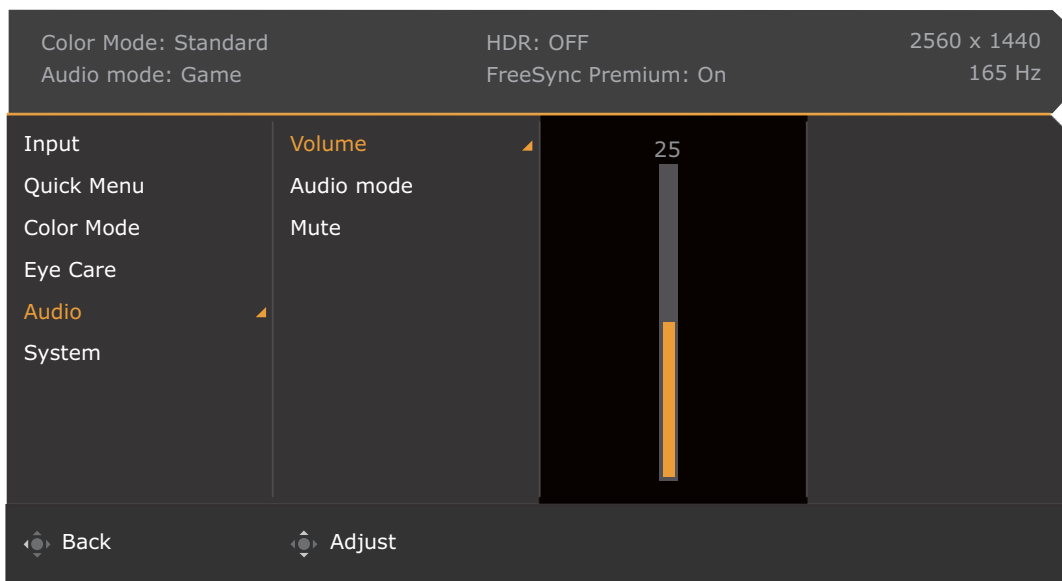 Color Mode: Standard
HDR: OFF
2560 x 1440
Audio mode: Game
FreeSync Premium: On
165 Hz
Input
Quick Menu
Color Mode
Eye Care
Audio
System
Volume
Audio mode
Mute
25
Back
Adjust